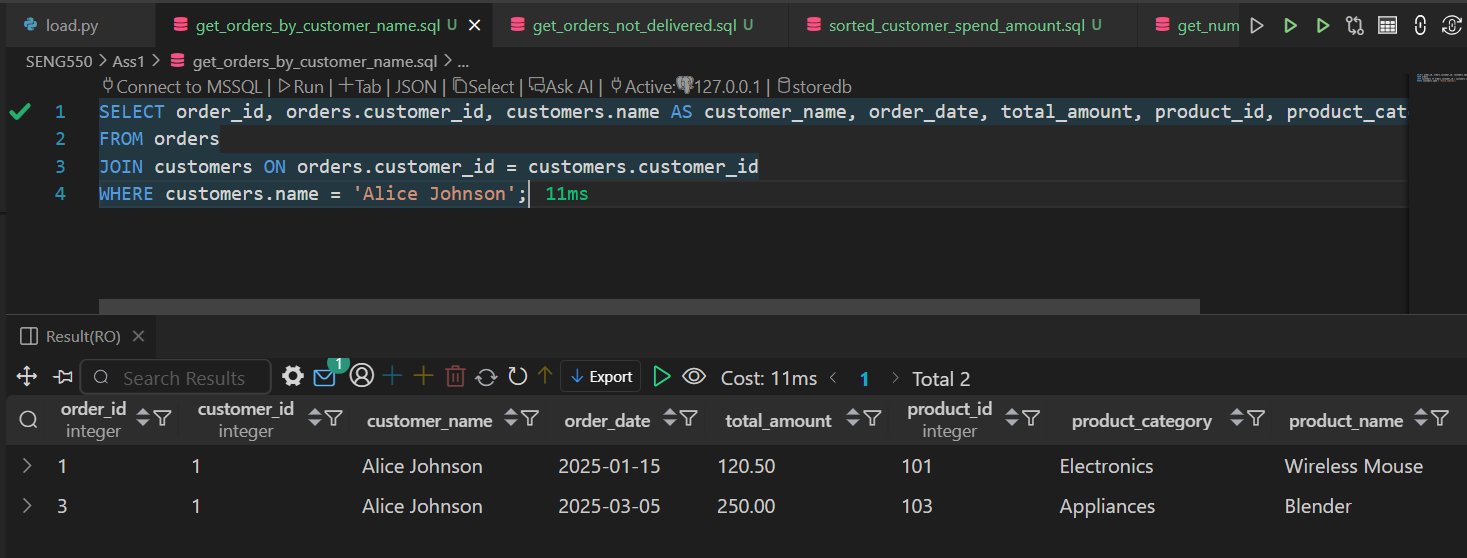 load.py get_orders_by_customer_name.sql U get_orders_not_delivered.sql U sorted_customer_spend_amount.sql U get_num
SENG550 > Ass1 > get_orders_by_customer_name.sql > ...
Connect to MSSQL | Run | Tab | JSON | Select | Ask AI | Active: 127.0.0.1 | storedb
1 SELECT order_id, orders.customer_id, customers.name AS customer_name, order_date, total_amount, product_id, product_cat
2 FROM orders
3 JOIN customers ON orders.customer_id = customers.customer_id
4 WHERE customers.name = 'Alice Johnson'; 11ms
Result(RO)
Search Results 1 Export Cost: 11ms < 1 > Total 2
order_id customer_id customer_name order_date total_amount product_id product_category product_name
integer integer integer
1 1 Alice Johnson 2025-01-15 120.50 101 Electronics Wireless Mouse
3 1 Alice Johnson 2025-03-05 250.00 103 Appliances Blender